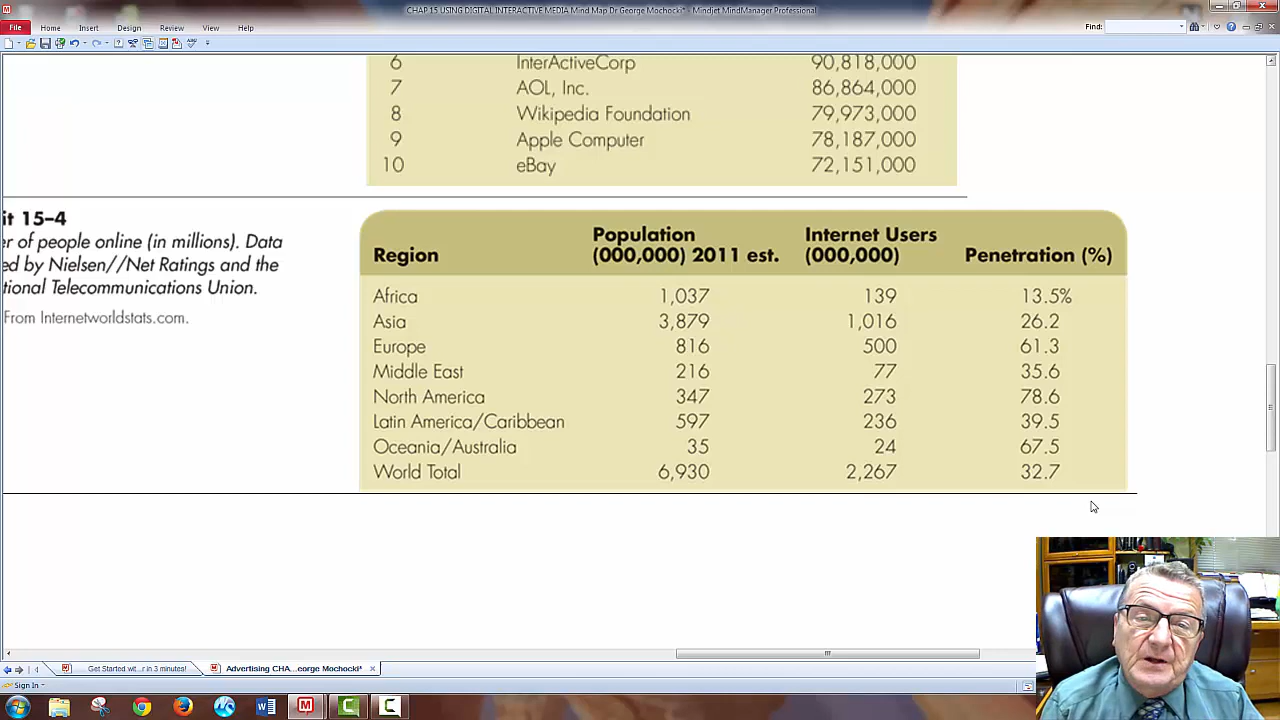 CHAP 15 USING DIGITAL INTERACTIVE MEDIA Mind Map Dr George Mochocki* - Mindjet MindManager Professional
File Home Insert Design Review View Help Find:
6 InterActiveCorp 90,818,000
7 AOL, Inc. 86,864,000
8 Wikipedia Foundation 79,973,000
9 Apple Computer 78,187,000
10 eBay 72,151,000
it 15–4
er of people online (in millions). Data
ed by Nielsen//Net Ratings and the
tional Telecommunications Union.
From Internetworldstats.com.
Region Population (000,000) 2011 est. Internet Users (000,000) Penetration (%)
Africa 1,037 139 13.5%
Asia 3,879 1,016 26.2
Europe 816 500 61.3
Middle East 216 77 35.6
North America 347 273 78.6
Latin America/Caribbean 597 236 39.5
Oceania/Australia 35 24 67.5
World Total 6,930 2,267 32.7
Get Started wit...r in 3 minutes! Advertising CHA...eorge Mochocki*
Sign In